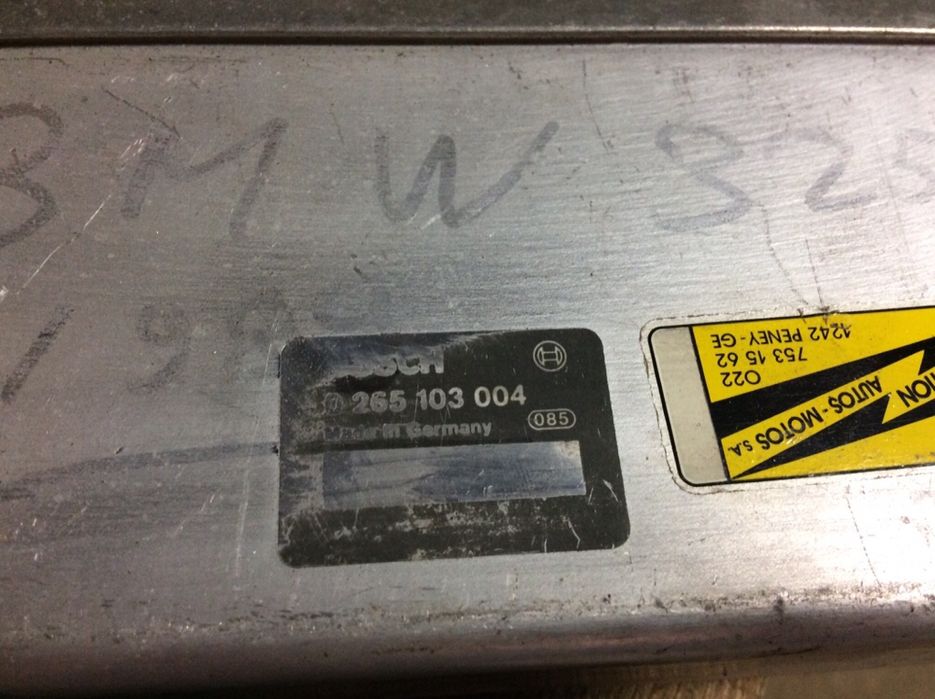 BMW 325
BOSCH
0 265 103 004
Made in Germany
085
022
753 15 62
1242 PENEY-GE
AUTOS-MOTOS S.A.